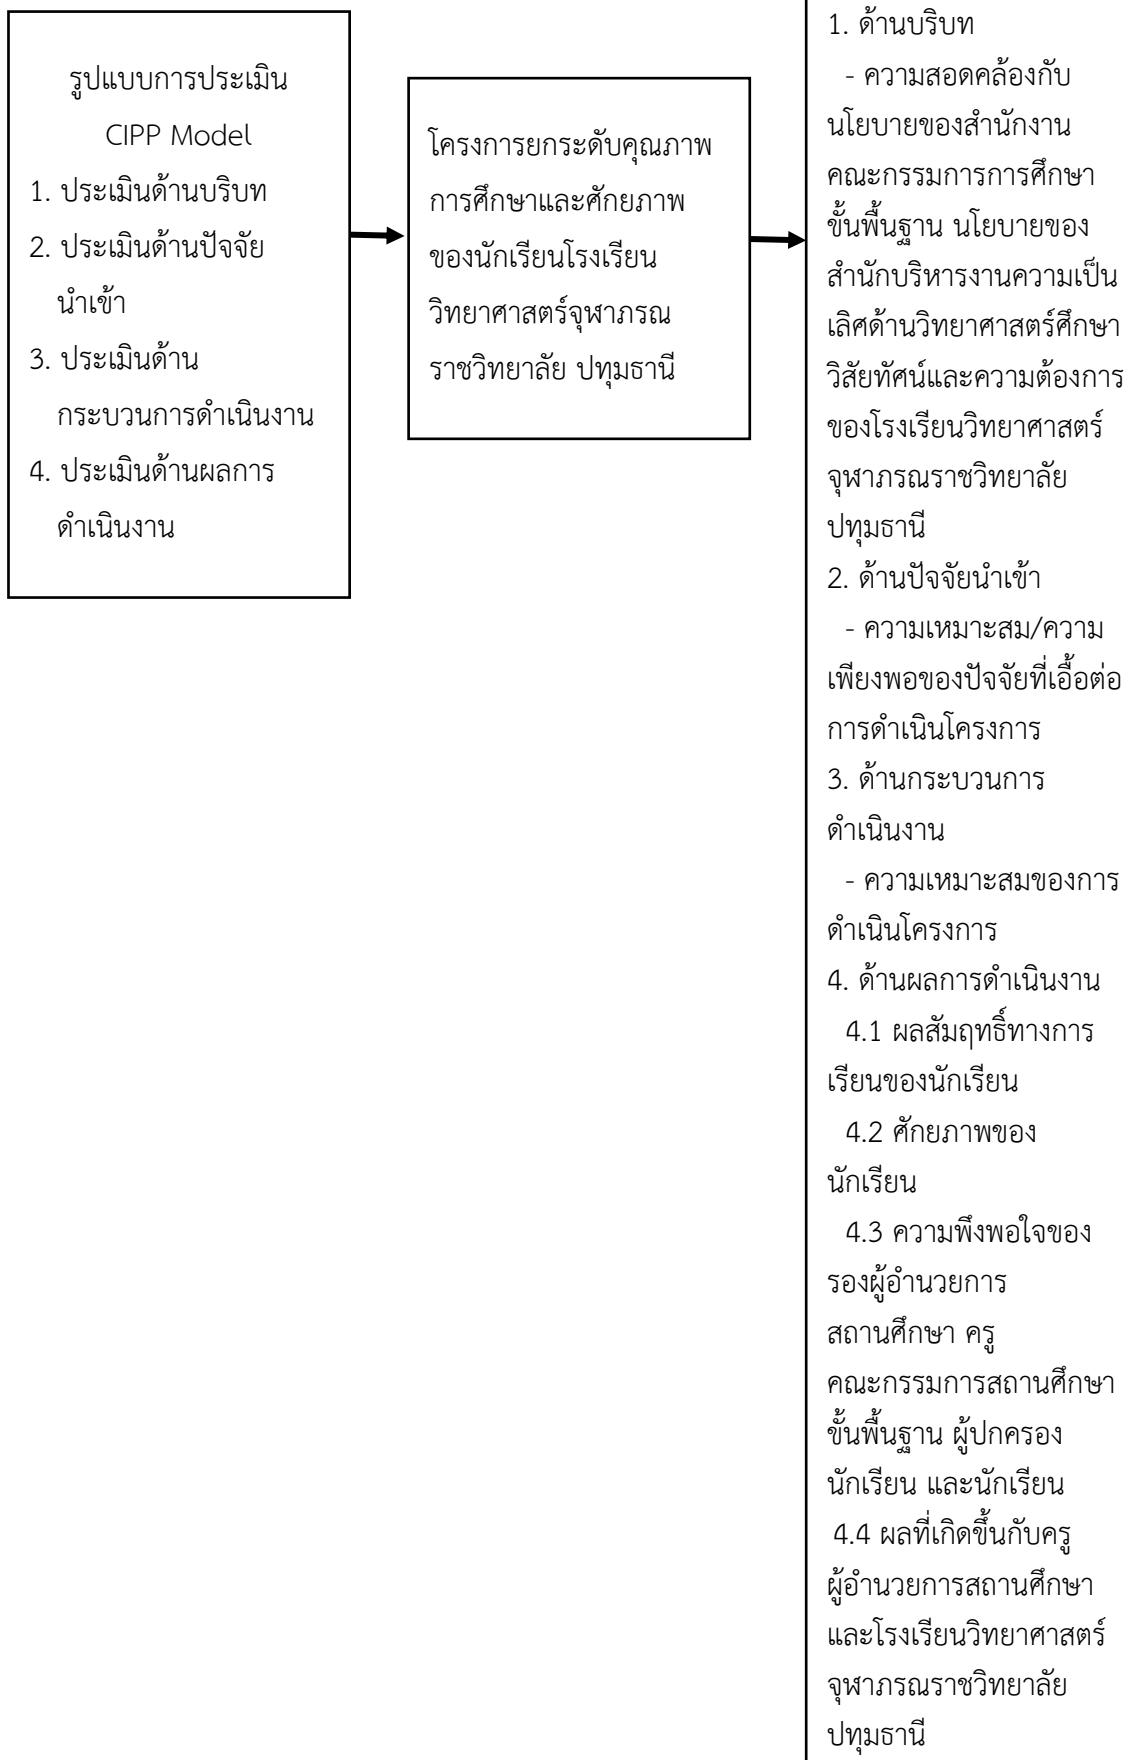 รูปแบบการประเมิน
CIPP Model
1. ประเมินด้านบริบท
2. ประเมินด้านปัจจัย
นำเข้า
3. ประเมินด้าน
กระบวนการดำเนินงาน
4. ประเมินด้านผลการ
ดำเนินงาน
โครงการยกระดับคุณภาพ
การศึกษาและศักยภาพ
ของนักเรียนโรงเรียน
วิทยาศาสตร์จุฬาภรณ
ราชวิทยาลัย ปทุมธานี
1. ด้านบริบท
- ความสอดคล้องกับ
นโยบายของสำนักงาน
คณะกรรมการการศึกษา
ขั้นพื้นฐาน นโยบายของ
สำนักบริหารงานความเป็น
เลิศด้านวิทยาศาสตร์ศึกษา
วิสัยทัศน์และความต้องการ
ของโรงเรียนวิทยาศาสตร์
จุฬาภรณราชวิทยาลัย
ปทุมธานี
2. ด้านปัจจัยนำเข้า
- ความเหมาะสม/ความ
เพียงพอของปัจจัยที่เอื้อต่อ
การดำเนินโครงการ
3. ด้านกระบวนการ
ดำเนินงาน
- ความเหมาะสมของการ
ดำเนินโครงการ
4. ด้านผลการดำเนินงาน
4.1 ผลสัมฤทธิ์ทางการ
เรียนของนักเรียน
4.2 ศักยภาพของ
นักเรียน
4.3 ความพึงพอใจของ
รองผู้อำนวยการ
สถานศึกษา ครู
คณะกรรมการสถานศึกษา
ขั้นพื้นฐาน ผู้ปกครอง
นักเรียน และนักเรียน
4.4 ผลที่เกิดขึ้นกับครู
ผู้อำนวยการสถานศึกษา
และโรงเรียนวิทยาศาสตร์
จุฬาภรณราชวิทยาลัย
ปทุมธานี